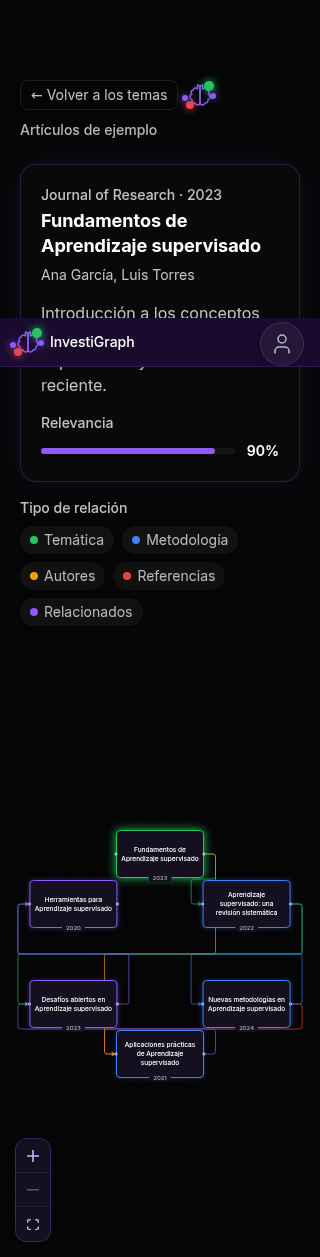 ← Volver a los temas
Artículos de ejemplo
Journal of Research · 2023
Fundamentos de
Aprendizaje supervisado
Ana García, Luis Torres
Introducción a los conceptos
InvestiGraph
reciente.
Relevancia
90%
Tipo de relación
Temática
Metodología
Autores
Referencias
Relacionados
Fundamentos de
Aprendizaje supervisado
2023
Herramientas para
Aprendizaje supervisado
2020
Aprendizaje
supervisado: una
revisión sistemática
2022
Desafíos abiertos en
Aprendizaje supervisado
2023
Nuevas metodologías en
Aprendizaje supervisado
2024
Aplicaciones prácticas
de Aprendizaje
supervisado
2021